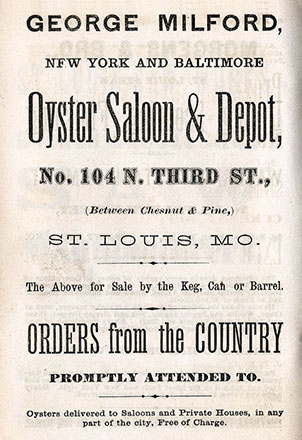 GEORGE MILFORD,
NEW YORK AND BALTIMORE
Oyster Saloon & Depot,
No. 104 N. THIRD ST.,
(Between Chesnut & Pine,)
ST. LOUIS, MO.
The Above for Sale by the Keg, Can or Barrel.
ORDERS from the COUNTRY
PROMPTLY ATTENDED TO.
Oysters delivered to Saloons and Private Houses, in any
part of the city, Free of Charge.